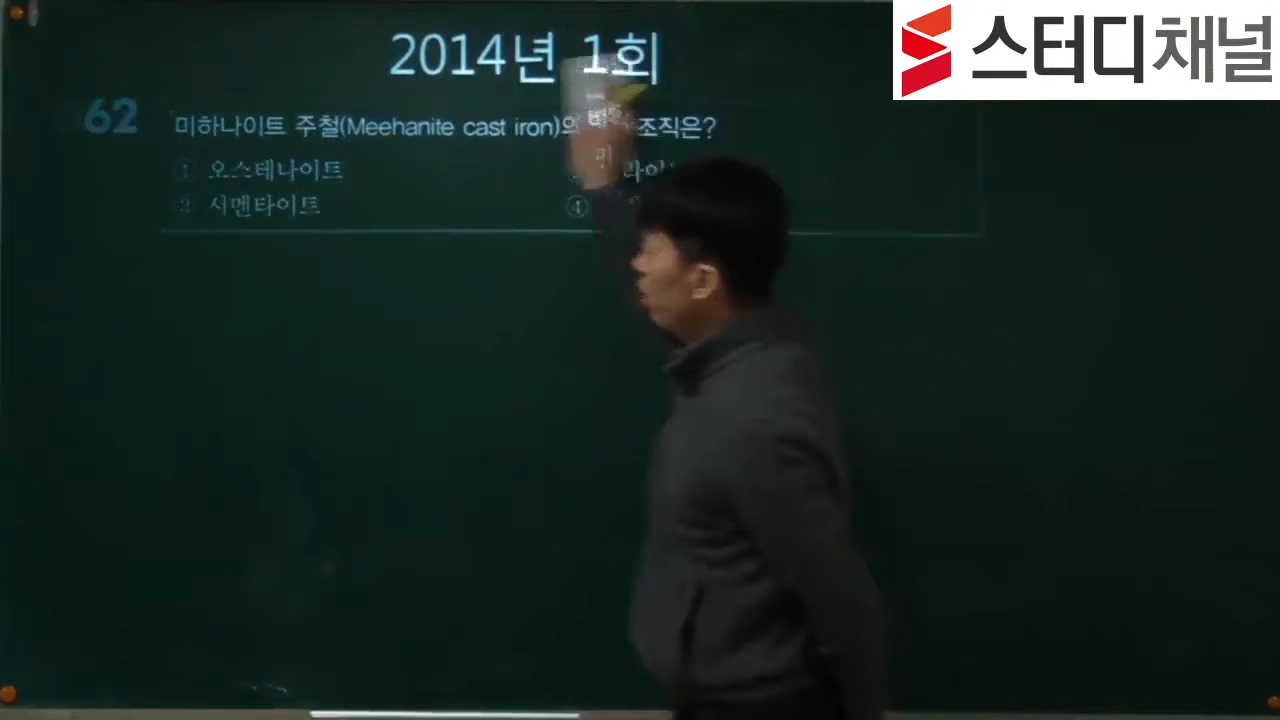 스터디채널
2014년 1회
62 미하나이트 주철(Meehanite cast iron)의 조직은?
① 오스테나이트
③ 시멘타이트 ④